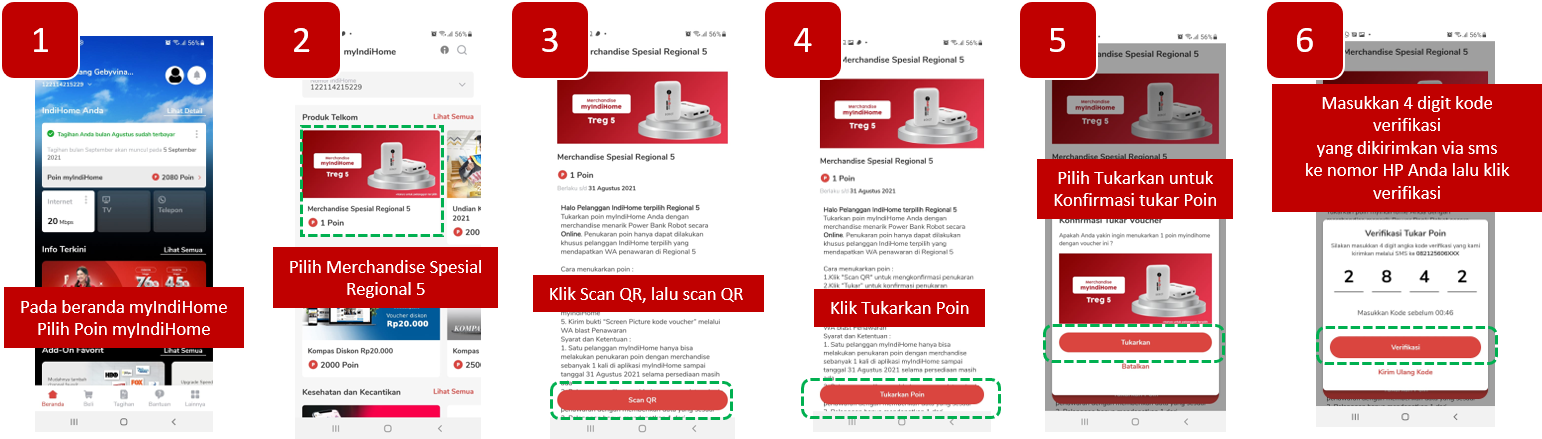 1
56%
ang Gebyvina...
122114215229
IndiHome Anda
Lihat Detail
Tagihan Anda bulan Agustus sudah terbayar
Tagihan bulan September akan muncul pada 5 September
2021
Poin myIndiHome
2080 Poin
Internet
TV
Telepon
20 Mbps
Info Terkini
Lihat Semua
Pada beranda myIndiHome
Pilih Poin myIndiHome
Add-On Favorit
Lihat Semua
HBO
FOX
Beranda
Beli
Tagihan
Bantuan
Lainnya
2
56%
myIndiHome
122114215229
Produk Telkom
Lihat Semua
Merchandise
myIndiHome
Treg 5
Merchandise Spesial Regional 5
1 Poin
Undian K
2021
200
Pilih Merchandise Spesial
Regional 5
Voucher diskon
Rp20.000
Kompas Diskon Rp20.000
2000 Poin
Kompas
250
Kesehatan dan Kecantikan
Lihat Semua
3
56%
rchandise Spesial Regional 5
Merchandise
myIndiHome
Treg 5
Merchandise Spesial Regional 5
1 Poin
Berlaku s/d 31 Agustus 2021
Halo Pelanggan IndiHome terpilih Regional 5
Tukarkan poin myIndiHome Anda dengan
merchandise menarik Power Bank Robot secara
Online. Penukaran poin hanya dapat dilakukan
khusus pelanggan IndiHome terpilih yang
mendapatkan WA penawaran di Regional 5
Cara menukarkan poin :
Klik Scan QR, lalu scan QR
myIndiHome
5. Kirim bukti "Screen Picture kode voucher" melalui
WA blast Penawaran
Syarat dan Ketentuan :
1. Satu pelanggan myIndiHome hanya bisa
melakukan penukaran poin dengan merchandise
sebanyak 1 kali di aplikasi myIndiHome sampai
tanggal 31 Agustus 2021 selama persediaan masih
Scan QR
4
56%
Merchandise Spesial Regional 5
Merchandise
myIndiHome
Treg 5
Merchandise Spesial Regional 5
1 Poin
Berlaku s/d 31 Agustus 2021
Halo Pelanggan IndiHome terpilih Regional 5
Tukarkan poin myIndiHome Anda dengan
merchandise menarik Power Bank Robot secara
Online. Penukaran poin hanya dapat dilakukan
khusus pelanggan IndiHome terpilih yang
mendapatkan WA penawaran di Regional 5
Cara menukarkan poin :
1.Klik "Scan QR" untuk mengkonfirmasi penukaran
2.Klik "Tukar" untuk konfirmasi penukaran
Klik Tukarkan Poin
WA blast Penawaran
Syarat dan Ketentuan :
1. Satu pelanggan myIndiHome hanya bisa
melakukan penukaran poin dengan merchandise
sebanyak 1 kali di aplikasi myIndiHome sampai
tanggal 31 Agustus 2021 selama persediaan masih
Tukarkan Poin
5
56%
Merchandise Spesial Regional 5
Merchandise
myIndiHome
Treg 5
Pilih Tukarkan untuk
Konfirmasi tukar Poin
Konfirmasi Tukar Voucher
Apakah Anda yakin ingin menukarkan 1 poin myindihome
dengan voucher ini ?
Merchandise
myIndiHome
Treg 5
Tukarkan
Batalkan
6
56%
Merchandise Spesial Regional 5
Masukkan 4 digit kode
verifikasi
yang dikirimkan via sms
ke nomor HP Anda lalu klik
verifikasi
Verifikasi Tukar Poin
Silakan masukkan 4 digit angka kode verifikasi yang kami
kirimkan melalui SMS ke 082125606XXX
2 8 4 2
Masukkan Kode sebelum 00:46
Verifikasi
Kirim Ulang Kode